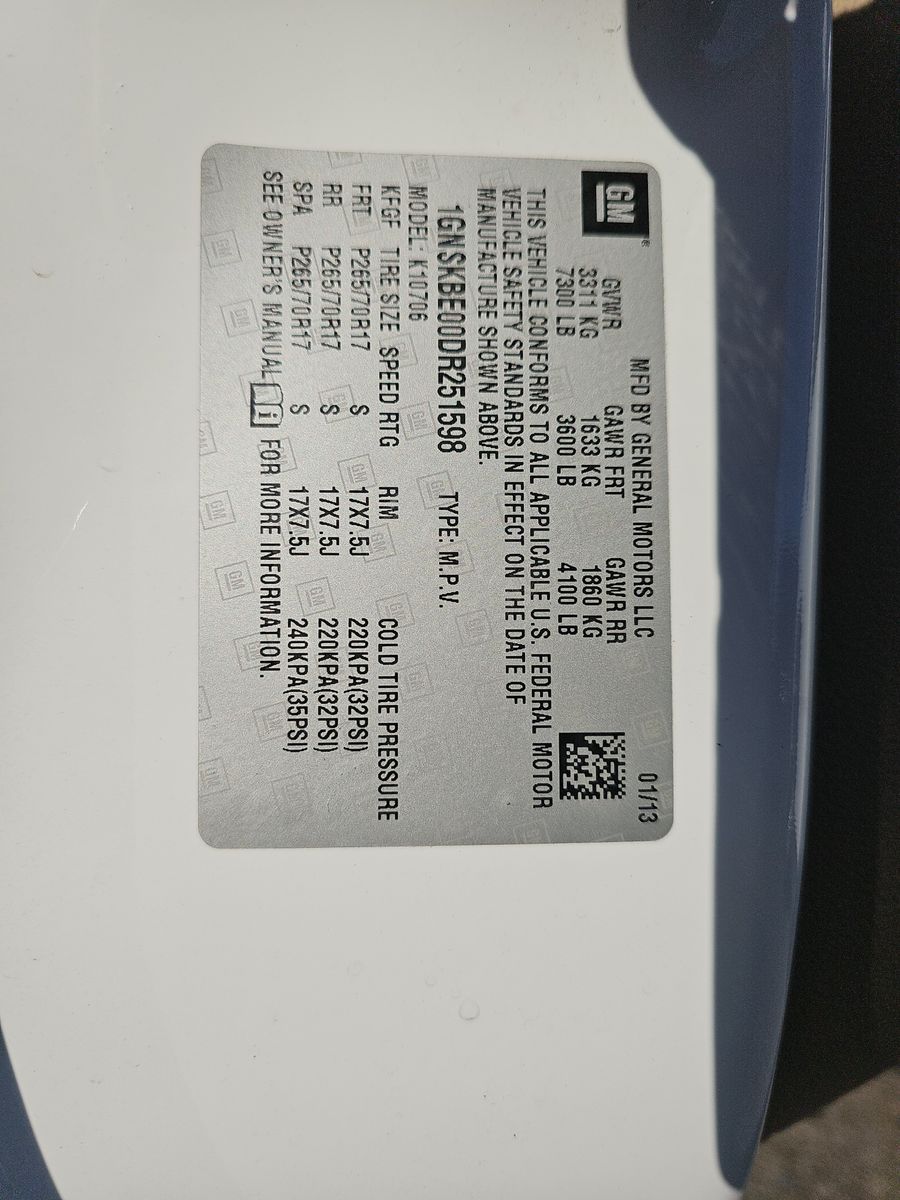 GM®
MFD BY GENERAL MOTORS LLC 01/13
GVWR GAWR FRT GAWR RR
3311 KG 1633 KG 1860 KG
7300 LB 3600 LB 4100 LB
THIS VEHICLE CONFORMS TO ALL APPLICABLE U.S. FEDERAL MOTOR
VEHICLE SAFETY STANDARDS IN EFFECT ON THE DATE OF
MANUFACTURE SHOWN ABOVE.
1GNSKBE00DR251598 TYPE: M.P.V.
MODEL: K10706
KFGF TIRE SIZE SPEED RTG RIM COLD TIRE PRESSURE
FRT P265/70R17 S 17X7.5J 220KPA(32PSI)
RR P265/70R17 S 17X7.5J 220KPA(32PSI)
SPA P265/70R17 S 17X7.5J 240KPA(35PSI)
SEE OWNER'S MANUAL FOR MORE INFORMATION.